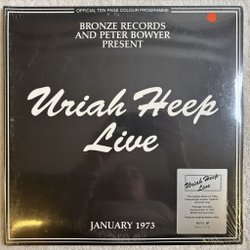 OFFICIAL TEN PAGE COLOUR PROGRAMME
BRONZE RECORDS
AND PETER BOWYER
PRESENT
Uriah Heep
Live
Uriah Heep
Live
JANUARY 1973